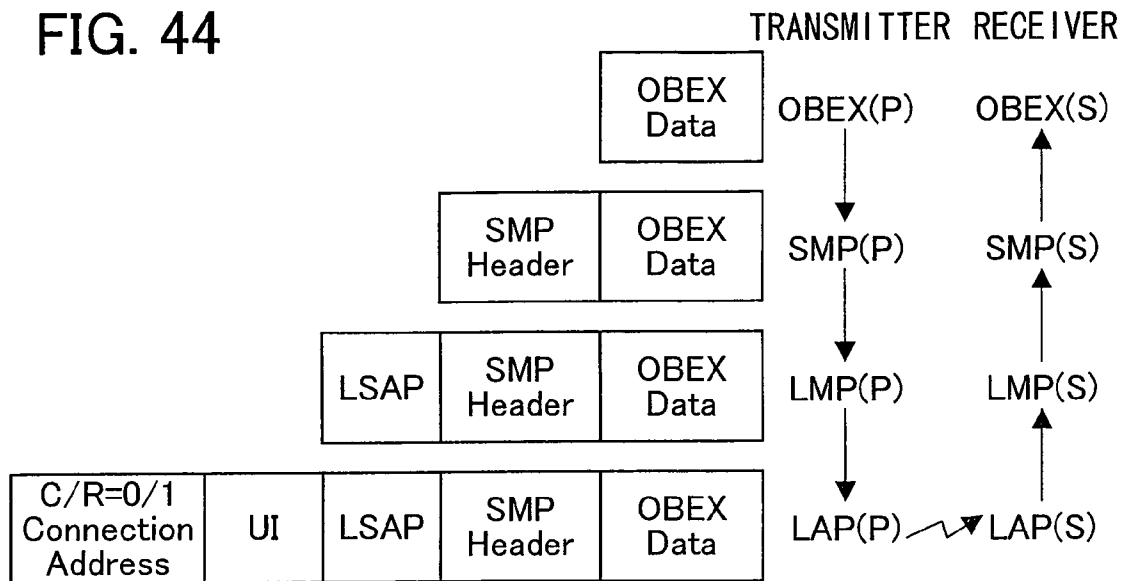 FIG. 44
TRANSMITTER RECEIVER
OBEX
Data
OBEX(P)
OBEX(S)
SMP
Header
OBEX
Data
SMP(P)
SMP(S)
LSAP
SMP
Header
OBEX
Data
LMP(P)
LMP(S)
C/R=0/1
Connection
Address
UI
LSAP
SMP
Header
OBEX
Data
LAP(P)
LAP(S)